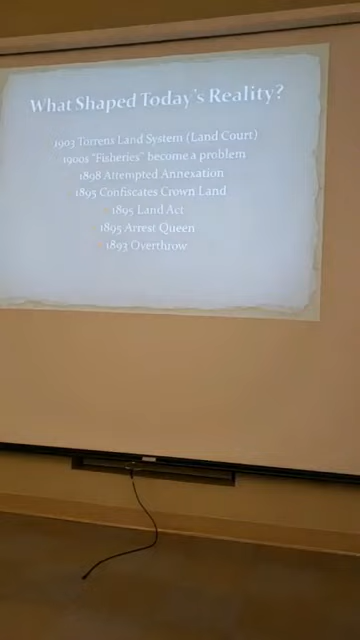 What Shaped Today's Reality?
1903 Torrens Land System (Land Court)
1900s "Fisheries" become a problem
1898 Attempted Annexation
1895 Confiscates Crown Land
1895 Land Act
1895 Arrest Queen
1893 Overthrow